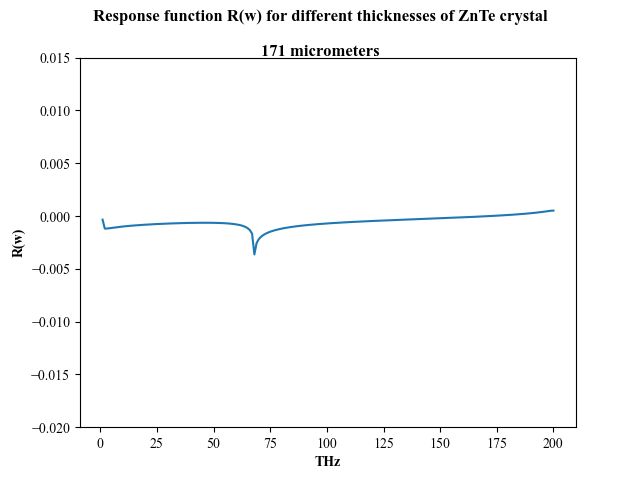 Response function R(w) for different thicknesses of ZnTe crystal
171 micrometers
0.015
0.010
0.005
0.000
−0.005
−0.010
−0.015
−0.020
R(w)
0 25 50 75 100 125 150 175 200
THz